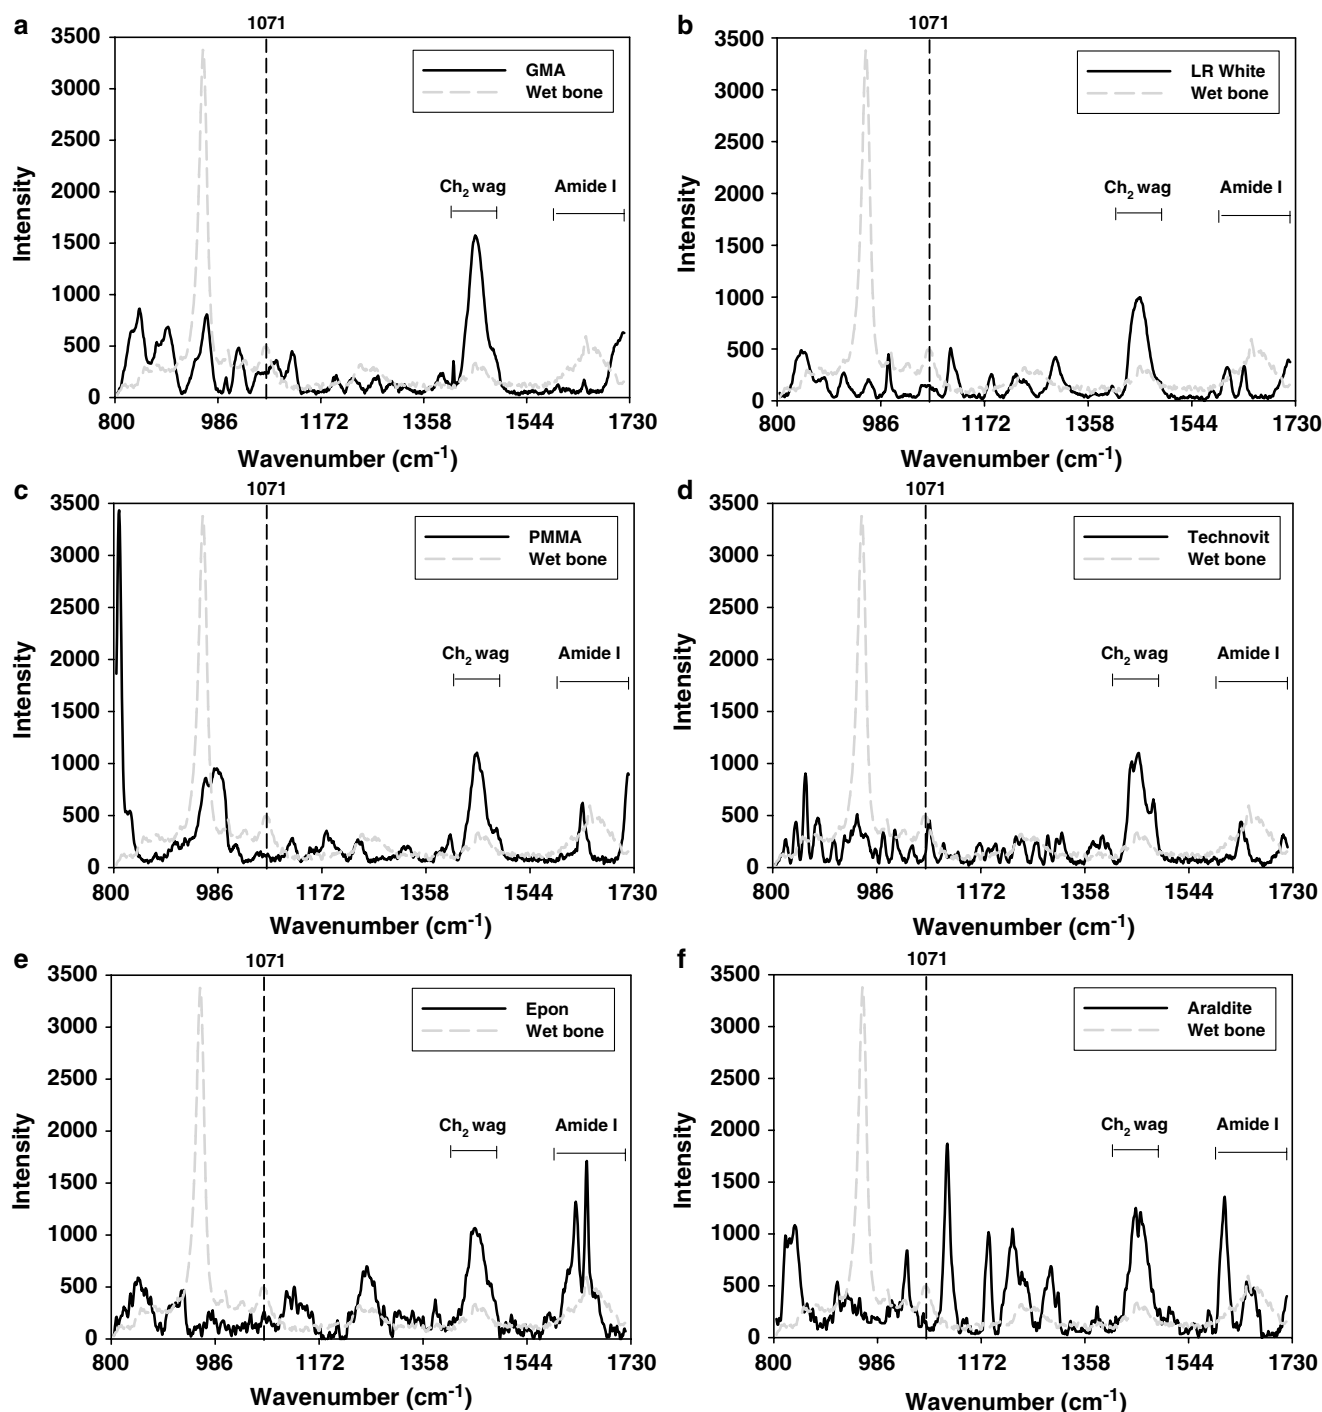 a
1071
3500
3000
2500
2000
1500
1000
500
0
Intensity
GMA
Wet bone
Ch2 wag
Amide I
800 986 1172 1358 1544 1730
Wavenumber (cm-1)
b
1071
3500
3000
2500
2000
1500
1000
500
0
Intensity
LR White
Wet bone
Ch2 wag
Amide I
800 986 1172 1358 1544 1730
Wavenumber (cm-1)
c
1071
3500
3000
2500
2000
1500
1000
500
0
Intensity
PMMA
Wet bone
Ch2 wag
Amide I
800 986 1172 1358 1544 1730
Wavenumber (cm-1)
d
1071
3500
3000
2500
2000
1500
1000
500
0
Intensity
Technovit
Wet bone
Ch2 wag
Amide I
800 986 1172 1358 1544 1730
Wavenumber (cm-1)
e
1071
3500
3000
2500
2000
1500
1000
500
0
Intensity
Epon
Wet bone
Ch2 wag
Amide I
800 986 1172 1358 1544 1730
Wavenumber (cm-1)
f
1071
3500
3000
2500
2000
1500
1000
500
0
Intensity
Araldite
Wet bone
Ch2 wag
Amide I
800 986 1172 1358 1544 1730
Wavenumber (cm-1)